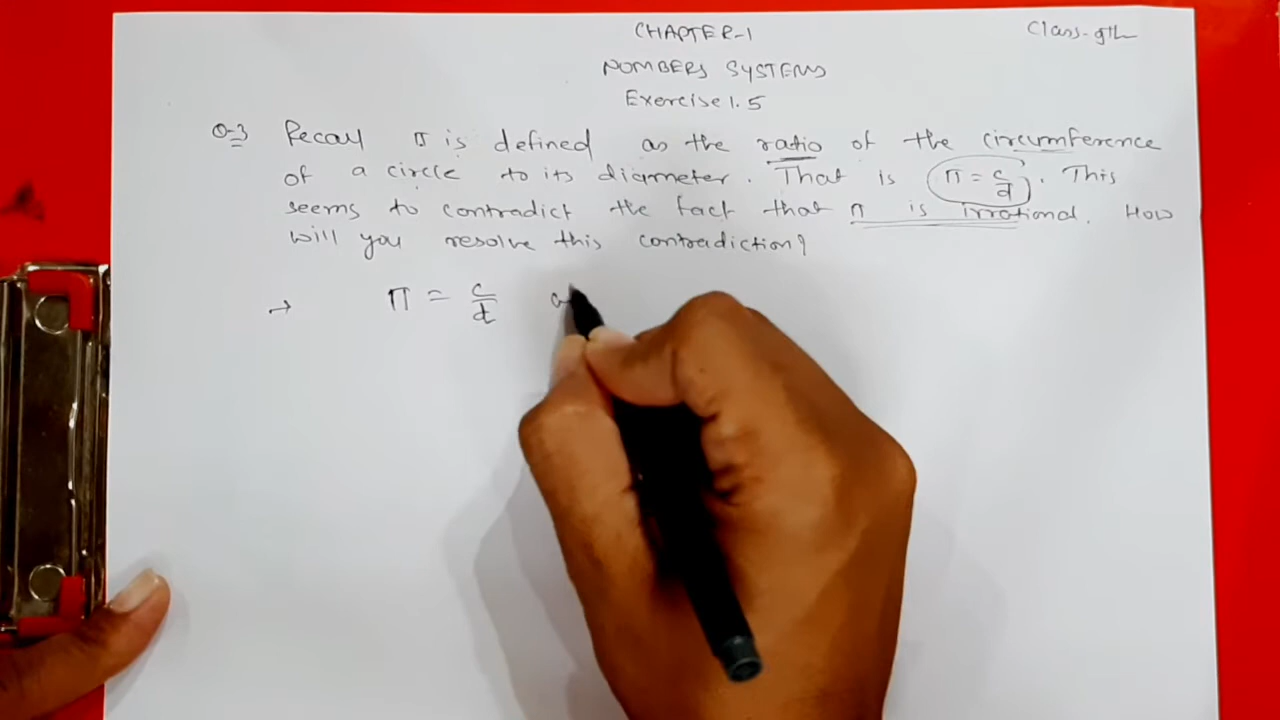 CHAPTER-1
Class-9th
NUMBERS SYSTEMS
Exercise 1.5
Q-3 Recall π is defined as the ratio of the circumference
of a circle to its diameter. That is π = c/d. This
seems to contradict the fact that π is irrational. How
will you resolve this contradiction?
→ π = c/d